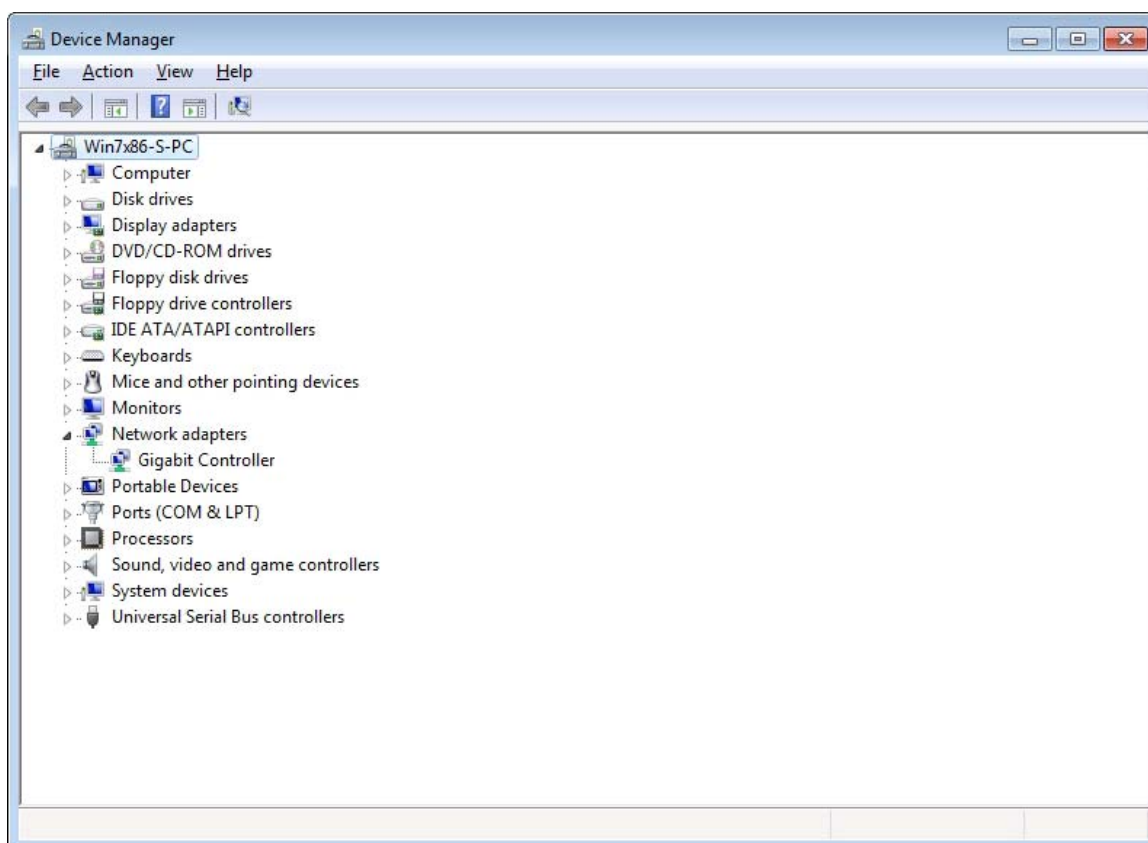 Device Manager
File Action View Help
?
Win7x86-S-PC
Computer
Disk drives
Display adapters
DVD/CD-ROM drives
Floppy disk drives
Floppy drive controllers
IDE ATA/ATAPI controllers
Keyboards
Mice and other pointing devices
Monitors
Network adapters
Gigabit Controller
Portable Devices
Ports (COM & LPT)
Processors
Sound, video and game controllers
System devices
Universal Serial Bus controllers